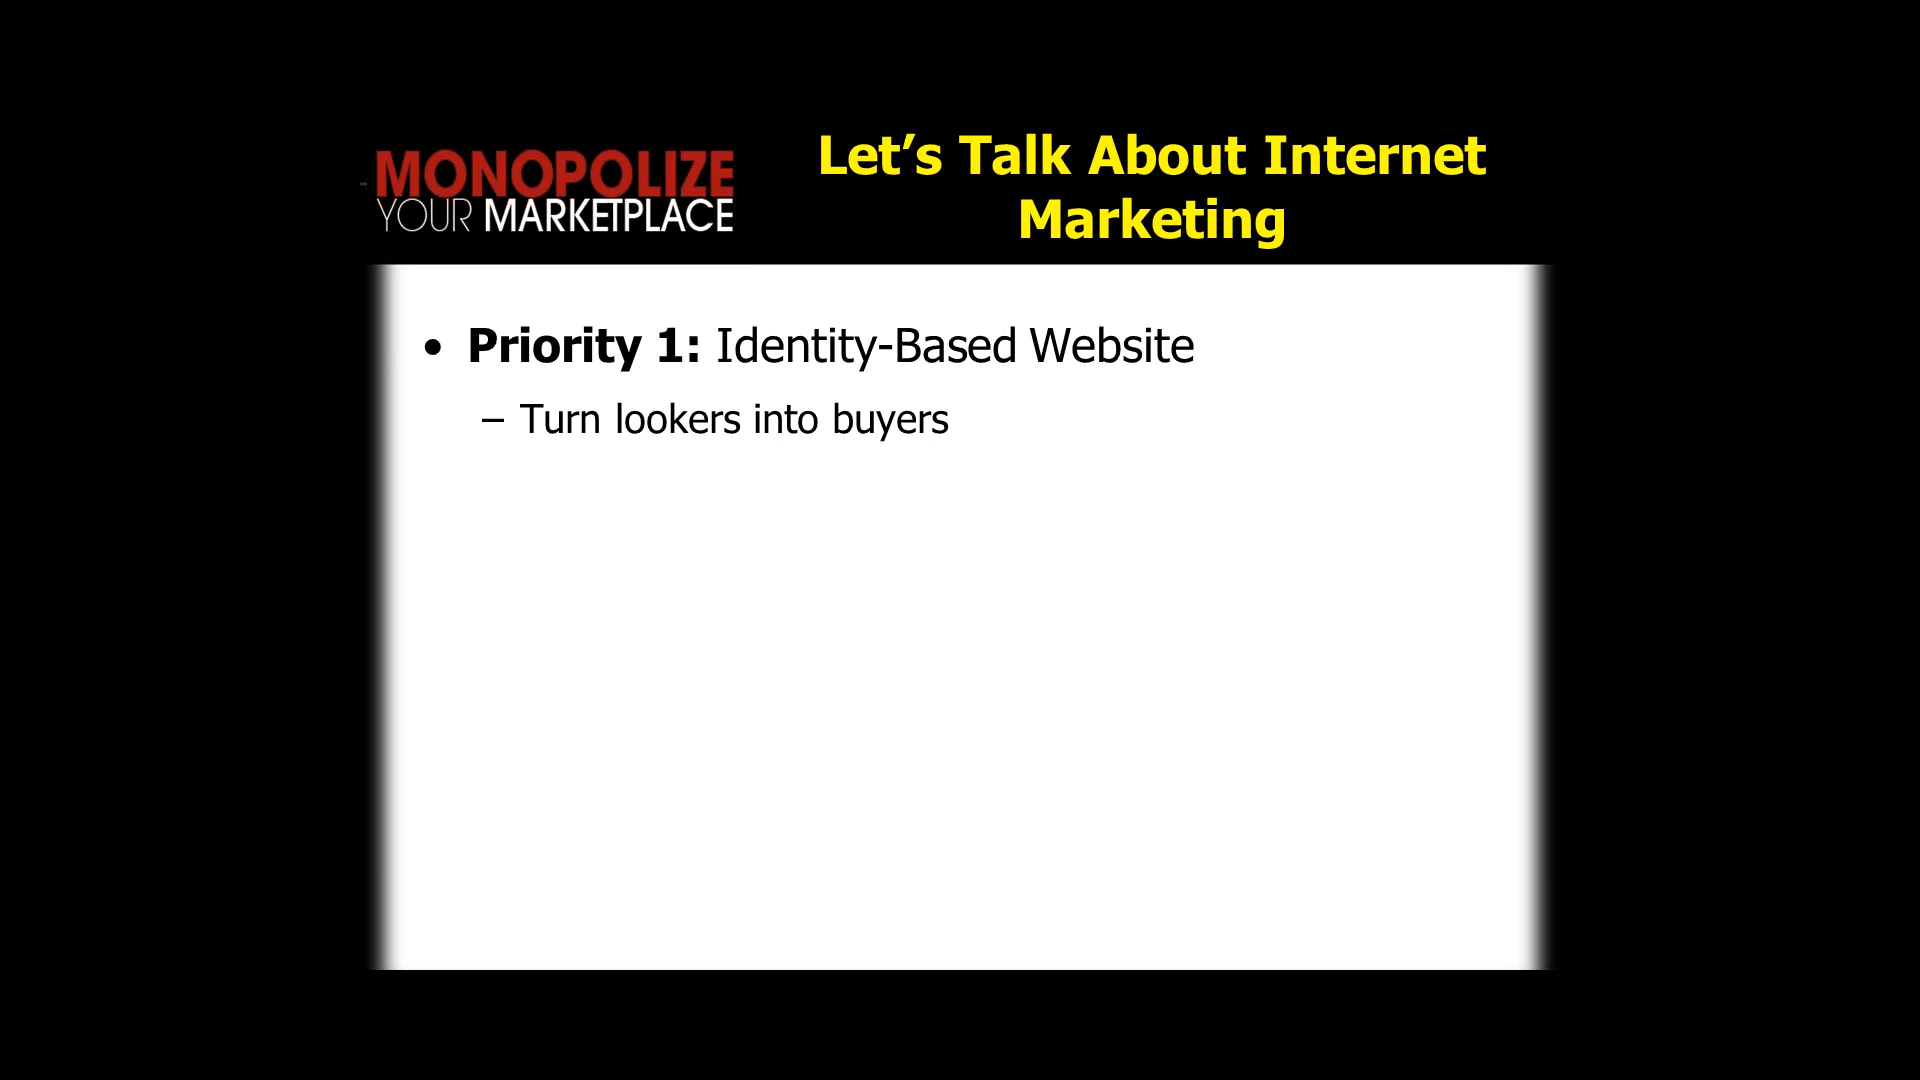 MONOPOLIZE
YOUR MARKETPLACE
Let’s Talk About Internet
Marketing
• Priority 1: Identity-Based Website
– Turn lookers into buyers